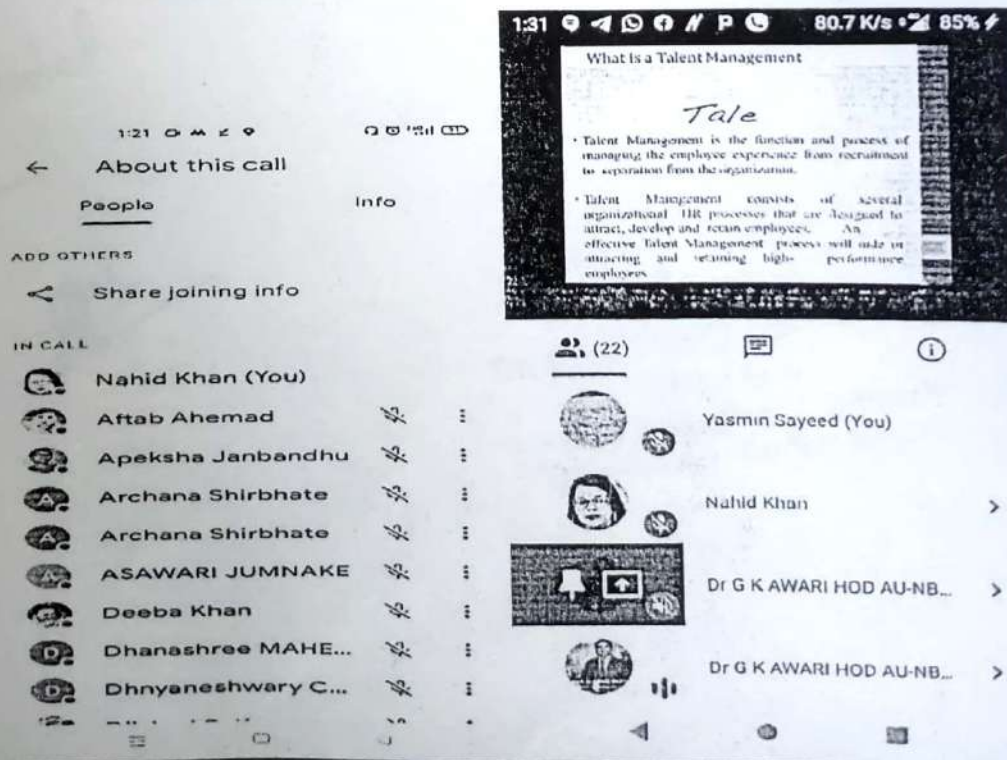 1:21
About this call
People Info
ADD OTHERS
Share joining info
IN CALL
Nahid Khan (You)
Aftab Ahemad
Apeksha Janbandhu
Archana Shirbhate
Archana Shirbhate
ASAWARI JUMNAKE
Deeba Khan
Dhanashree MAHE...
Dhnyaneshwary C...
1:31 80.7 K/s 85%
What Is a Talent Management
Tale
• Talent Management is the function and process of
managing the employee experience from recruitment
to separation from the organization.
• Talent Management consists of several
organizational HR processes that are designed to
attract, develop and retain employees. An
effective Talent Management process will aide in
attracting and retaining high- performance
employees
(22)
Yasmin Sayeed (You)
Nahid Khan
Dr G K AWARI HOD AU-NB...
Dr G K AWARI HOD AU-NB...